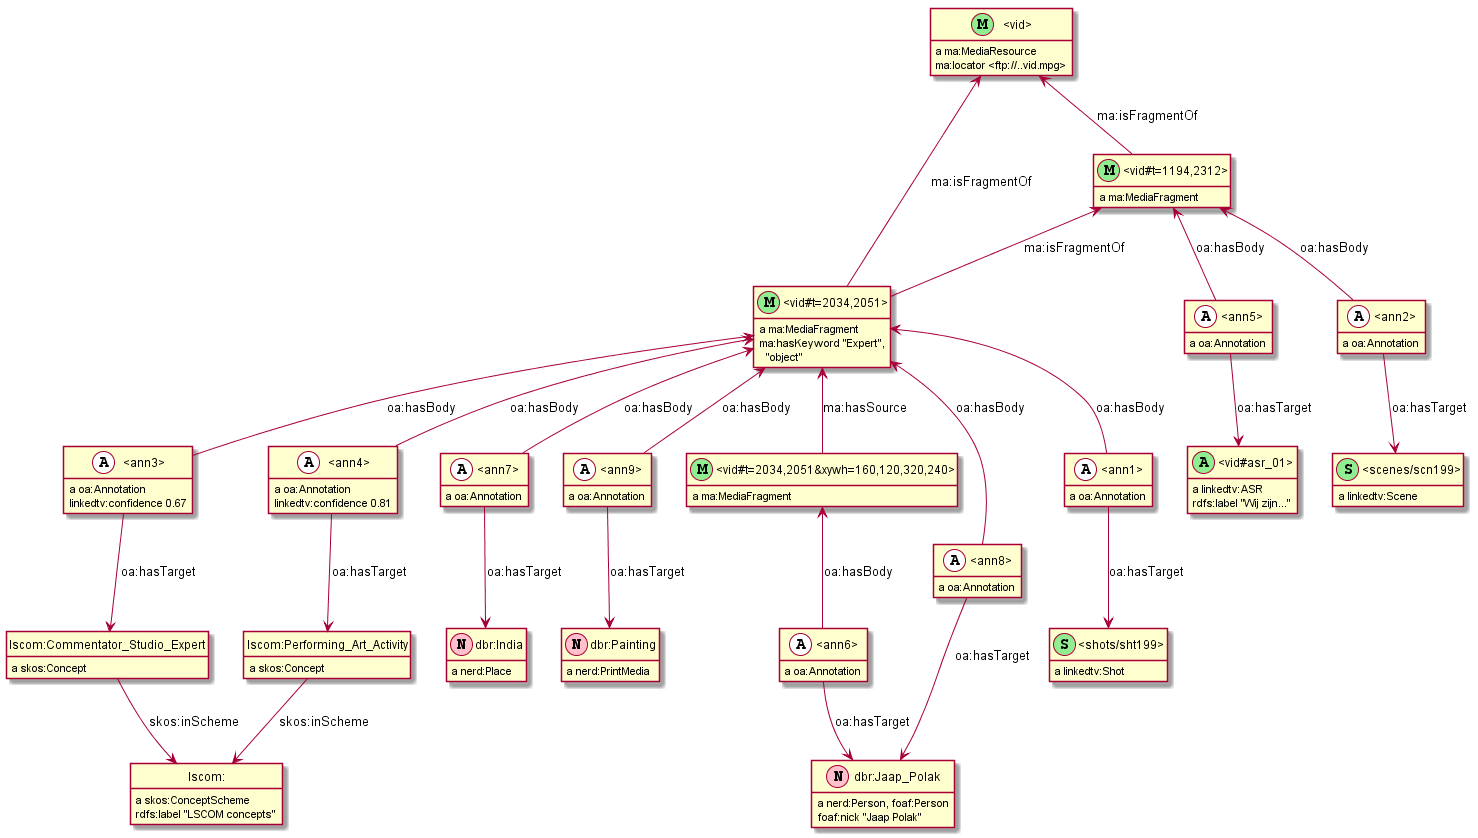 M <vid>
a ma:MediaResource
ma:locator <ftp://..vid.mpg>
ma:isFragmentOf
M <vid#t=1194,2312>
a ma:MediaFragment
ma:isFragmentOf
ma:isFragmentOf
oa:hasBody
oa:hasBody
M <vid#t=2034,2051>
a ma:MediaFragment
ma:hasKeyword "Expert",
"object"
A <ann5>
a oa:Annotation
A <ann2>
a oa:Annotation
oa:hasBody
oa:hasBody
oa:hasBody
oa:hasBody
ma:hasSource
oa:hasBody
oa:hasBody
oa:hasTarget
oa:hasTarget
A <ann3>
a oa:Annotation
linkedtv:confidence 0.67
A <ann4>
a oa:Annotation
linkedtv:confidence 0.81
A <ann7>
a oa:Annotation
A <ann9>
a oa:Annotation
M <vid#t=2034,2051&xywh=160,120,320,240>
a ma:MediaFragment
A <ann1>
a oa:Annotation
A <vid#asr_01>
a linkedtv:ASR
rdfs:label "Wij zijn..."
S <scenes/scn199>
a linkedtv:Scene
A <ann8>
a oa:Annotation
oa:hasTarget
oa:hasTarget
oa:hasTarget
oa:hasTarget
oa:hasBody
oa:hasTarget
lscom:Commentator_Studio_Expert
a skos:Concept
lscom:Performing_Art_Activity
a skos:Concept
N dbr:India
a nerd:Place
N dbr:Painting
a nerd:PrintMedia
A <ann6>
a oa:Annotation
oa:hasTarget
S <shots/sht199>
a linkedtv:Shot
skos:inScheme
skos:inScheme
oa:hasTarget
lscom:
a skos:ConceptScheme
rdfs:label "LSCOM concepts"
N dbr:Jaap_Polak
a nerd:Person, foaf:Person
foaf:nick "Jaap Polak"